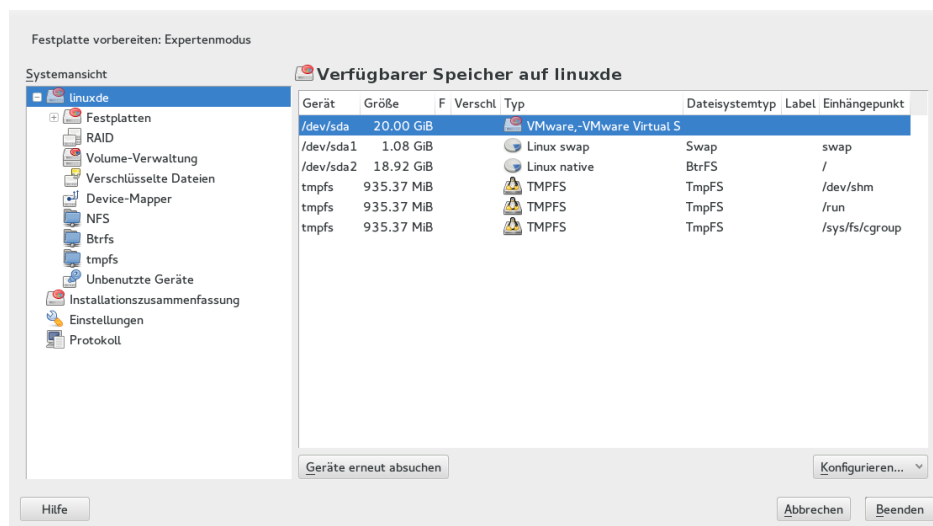 Festplatte vorbereiten: Expertenmodus
Systemansicht
linuxde
Festplatten
RAID
Volume-Verwaltung
Verschlüsselte Dateien
Device-Mapper
NFS
Btrfs
tmpfs
Unbenutzte Geräte
Installationszusammenfassung
Einstellungen
Protokoll
Verfügbarer Speicher auf linuxde
Gerät Größe F Verschl Typ Dateisystemtyp Label Einhängepunkt
/dev/sda 20.00 GiB VMware,-VMware Virtual S
/dev/sda1 1.08 GiB Linux swap Swap swap
/dev/sda2 18.92 GiB Linux native BtrFS /
tmpfs 935.37 MiB TMPFS TmpFS /dev/shm
tmpfs 935.37 MiB TMPFS TmpFS /run
tmpfs 935.37 MiB TMPFS TmpFS /sys/fs/cgroup
Geräte erneut absuchen Konfigurieren...
Hilfe Abbrechen Beenden